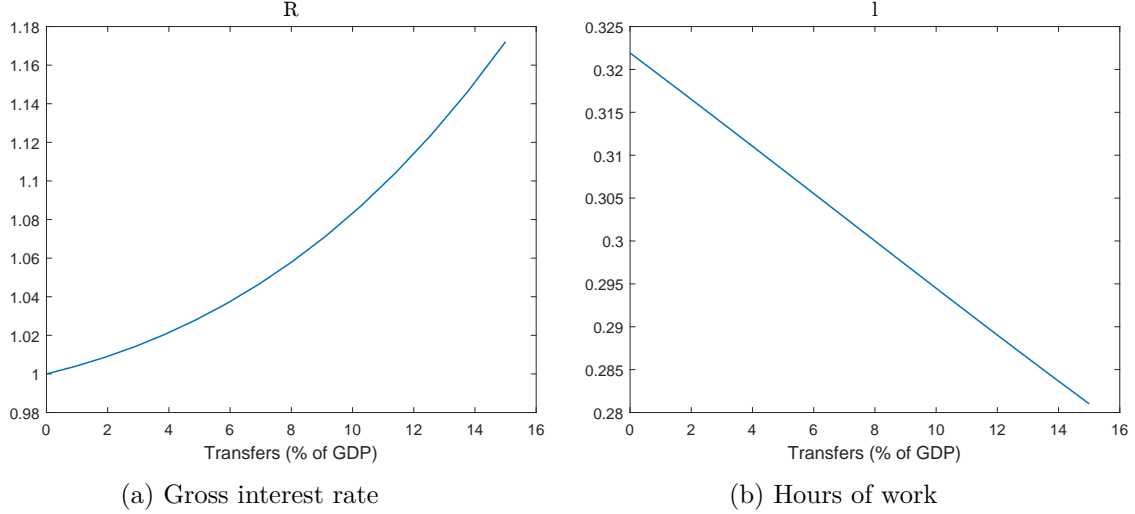 R
1.18
1.16
1.14
1.12
1.1
1.08
1.06
1.04
1.02
1
0.98
0 2 4 6 8 10 12 14 16
Transfers (% of GDP)
(a) Gross interest rate
l
0.325
0.32
0.315
0.31
0.305
0.3
0.295
0.29
0.285
0.28
0 2 4 6 8 10 12 14 16
Transfers (% of GDP)
(b) Hours of work